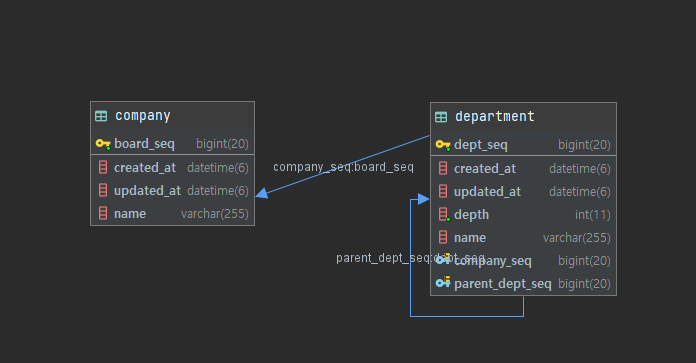 company
board_seq bigint(20)
created_at datetime(6)
updated_at datetime(6)
name varchar(255)
company_seq:board_seq
department
dept_seq bigint(20)
created_at datetime(6)
updated_at datetime(6)
depth int(11)
name varchar(255)
company_seq bigint(20)
parent_dept_seq bigint(20)
parent_dept_seq:dept_seq